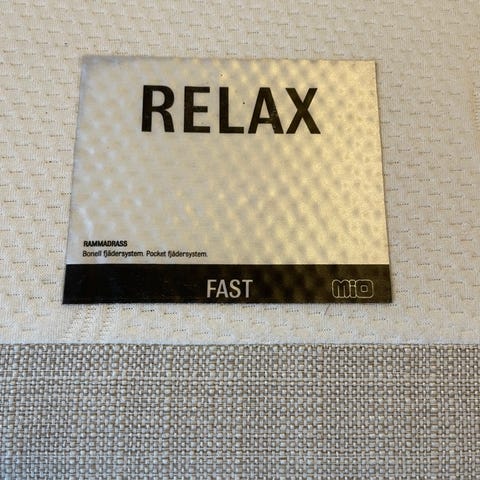 RELAX
RAMMADRASS
Bonell fjädersystem. Pocket fjädersystem.
FAST
MiO